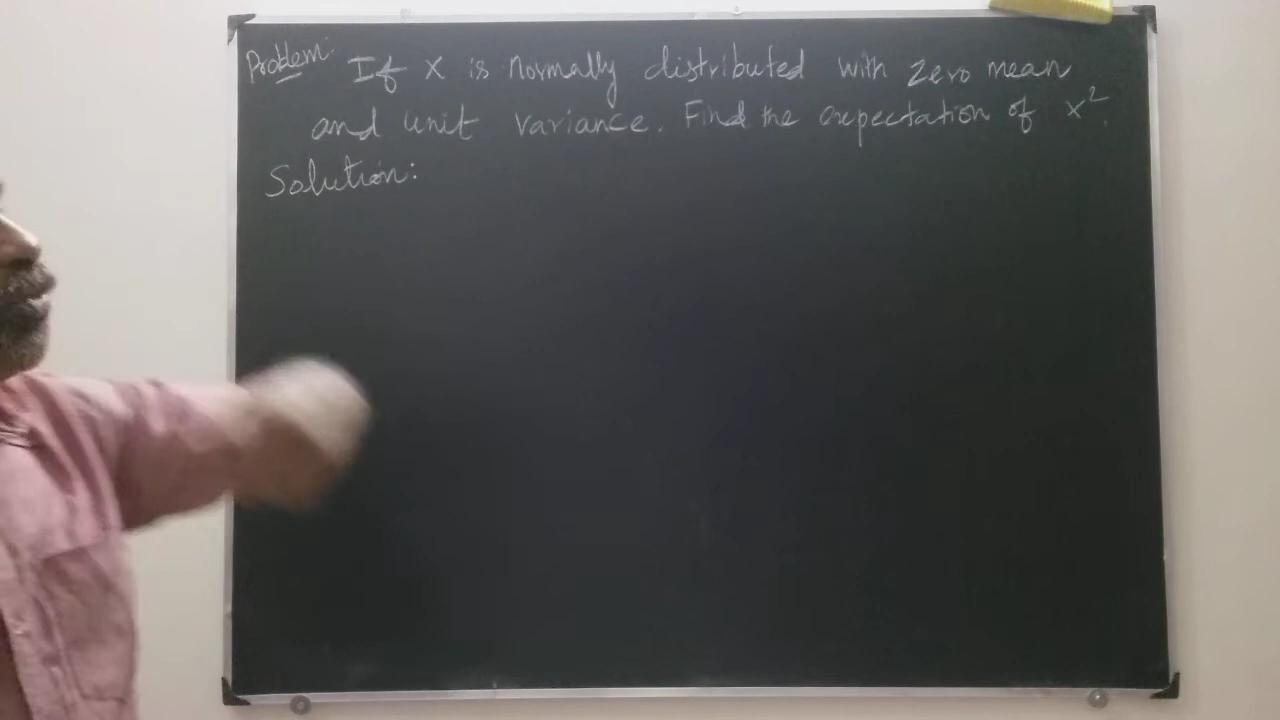 Problem: If X is normally distributed with zero mean
and unit variance. Find the expectation of x².
Solution: